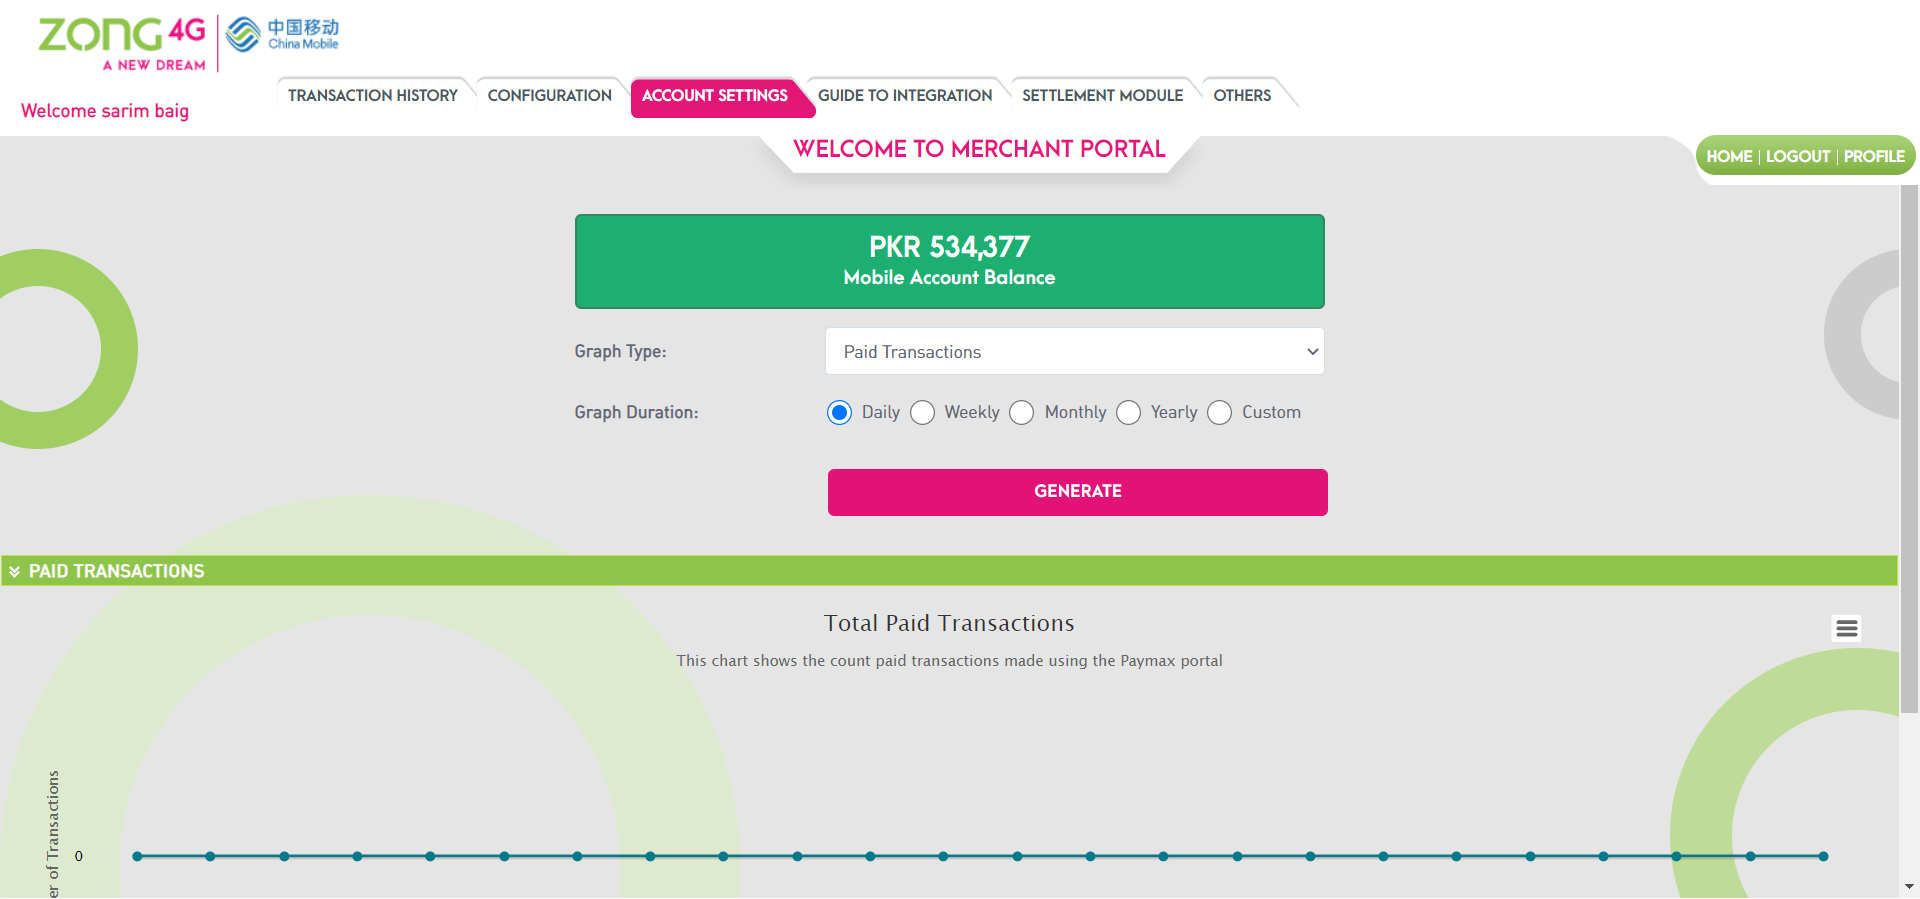 ZONG 4G
A NEW DREAM
中国移动
China Mobile
Welcome sarim baig
TRANSACTION HISTORY
CONFIGURATION
ACCOUNT SETTINGS
GUIDE TO INTEGRATION
SETTLEMENT MODULE
OTHERS
WELCOME TO MERCHANT PORTAL
HOME | LOGOUT | PROFILE
PKR 534,377
Mobile Account Balance
Graph Type:
Paid Transactions
Graph Duration:
Daily
Weekly
Monthly
Yearly
Custom
GENERATE
PAID TRANSACTIONS
Total Paid Transactions
This chart shows the count paid transactions made using the Paymax portal
er of Transactions
0